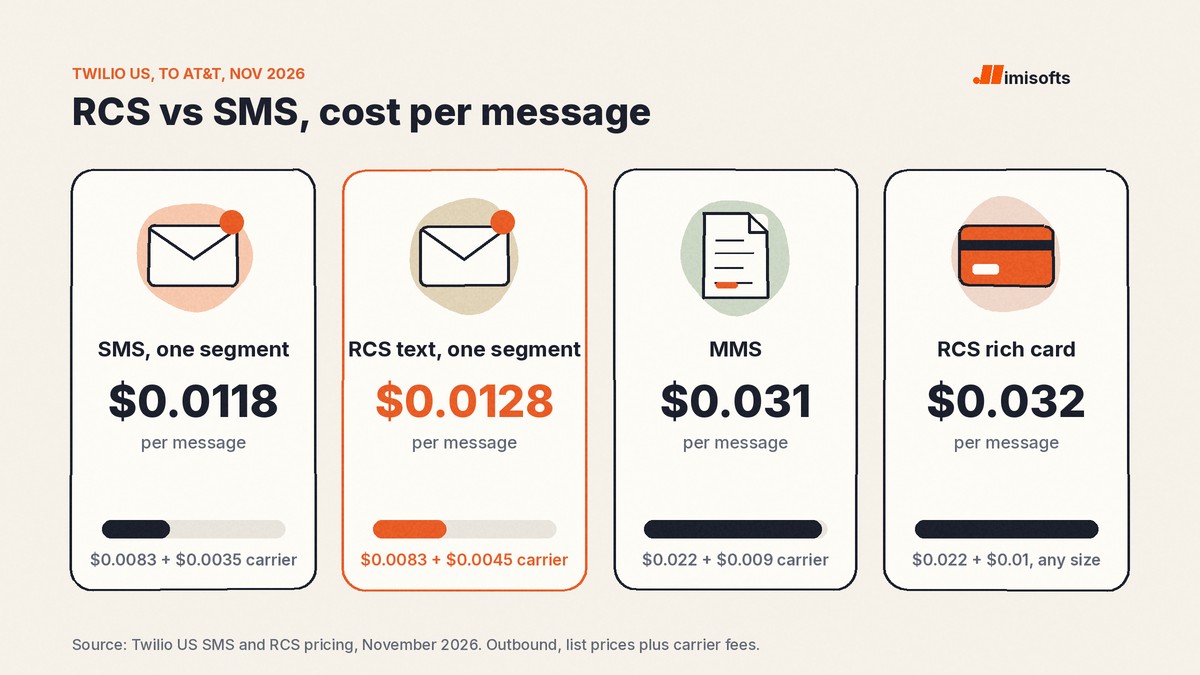 TWILIO US, TO AT&T, NOV 2026
imisofts
RCS vs SMS, cost per message
SMS, one segment
$0.0118
per message
$0.0083 + $0.0035 carrier
RCS text, one segment
$0.0128
per message
$0.0083 + $0.0045 carrier
MMS
$0.031
per message
$0.022 + $0.009 carrier
RCS rich card
$0.032
per message
$0.022 + $0.01, any size
Source: Twilio US SMS and RCS pricing, November 2026. Outbound, list prices plus carrier fees.